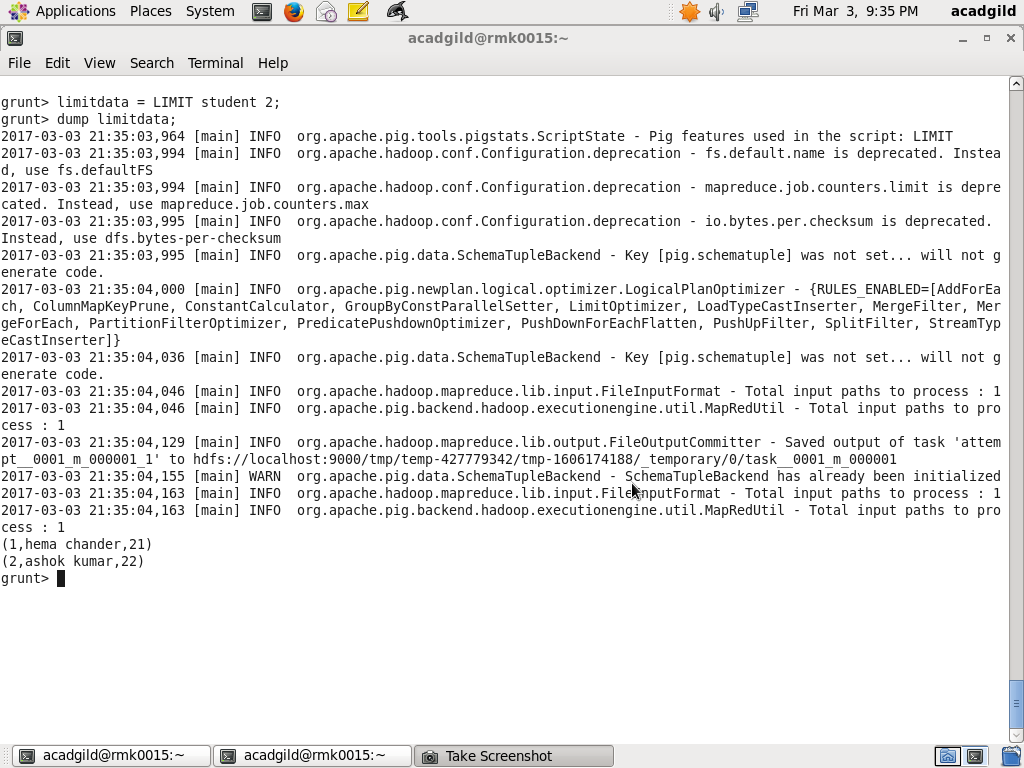 Applications Places System Fri Mar 3, 9:35 PM acadgild
acadgild@rmk0015:~
File Edit View Search Terminal Help
grunt> limitdata = LIMIT student 2;
grunt> dump limitdata;
2017-03-03 21:35:03,964 [main] INFO  org.apache.pig.tools.pigstats.ScriptState - Pig features used in the script: LIMIT
2017-03-03 21:35:03,994 [main] INFO  org.apache.hadoop.conf.Configuration.deprecation - fs.default.name is deprecated. Instea
d, use fs.defaultFS
2017-03-03 21:35:03,994 [main] INFO  org.apache.hadoop.conf.Configuration.deprecation - mapreduce.job.counters.limit is depre
cated. Instead, use mapreduce.job.counters.max
2017-03-03 21:35:03,995 [main] INFO  org.apache.hadoop.conf.Configuration.deprecation - io.bytes.per.checksum is deprecated.
Instead, use dfs.bytes-per-checksum
2017-03-03 21:35:03,995 [main] INFO  org.apache.pig.data.SchemaTupleBackend - Key [pig.schematuple] was not set... will not g
enerate code.
2017-03-03 21:35:04,000 [main] INFO  org.apache.pig.newplan.logical.optimizer.LogicalPlanOptimizer - {RULES_ENABLED=[AddForEa
ch, ColumnMapKeyPrune, ConstantCalculator, GroupByConstParallelSetter, LimitOptimizer, LoadTypeCastInserter, MergeFilter, Mer
geForEach, PartitionFilterOptimizer, PredicatePushdownOptimizer, PushDownForEachFlatten, PushUpFilter, SplitFilter, StreamTyp
eCastInserter]}
2017-03-03 21:35:04,036 [main] INFO  org.apache.pig.data.SchemaTupleBackend - Key [pig.schematuple] was not set... will not g
enerate code.
2017-03-03 21:35:04,046 [main] INFO  org.apache.hadoop.mapreduce.lib.input.FileInputFormat - Total input paths to process : 1
2017-03-03 21:35:04,046 [main] INFO  org.apache.pig.backend.hadoop.executionengine.util.MapRedUtil - Total input paths to pro
cess : 1
2017-03-03 21:35:04,129 [main] INFO  org.apache.hadoop.mapreduce.lib.output.FileOutputCommitter - Saved output of task 'attem
pt__0001_m_000001_1' to hdfs://localhost:9000/tmp/temp-427779342/tmp-1606174188/_temporary/0/task__0001_m_000001
2017-03-03 21:35:04,155 [main] WARN  org.apache.pig.data.SchemaTupleBackend - SchemaTupleBackend has already been initialized
2017-03-03 21:35:04,163 [main] INFO  org.apache.hadoop.mapreduce.lib.input.FileInputFormat - Total input paths to process : 1
2017-03-03 21:35:04,163 [main] INFO  org.apache.pig.backend.hadoop.executionengine.util.MapRedUtil - Total input paths to pro
cess : 1
(1,hema chander,21)
(2,ashok kumar,22)
grunt>
acadgild@rmk0015:~ acadgild@rmk0015:~ Take Screenshot